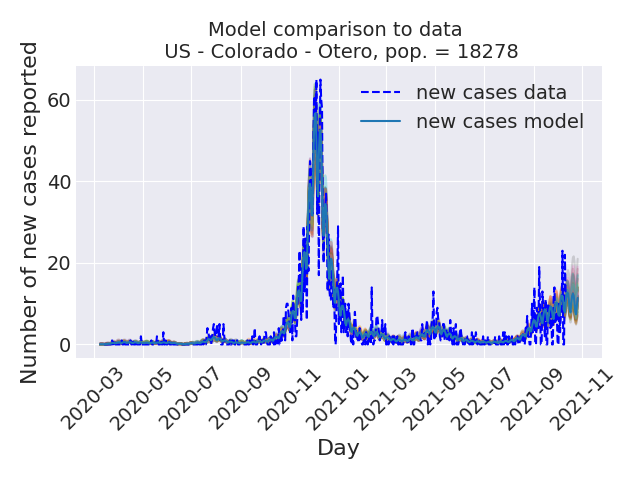 Model comparison to data
US - Colorado - Otero, pop. = 18278
Number of new cases reported
60
40
20
0
new cases data
new cases model
2020-03
2020-05
2020-07
2020-09
2020-11
2021-01
2021-03
2021-05
2021-07
2021-09
2021-11
Day